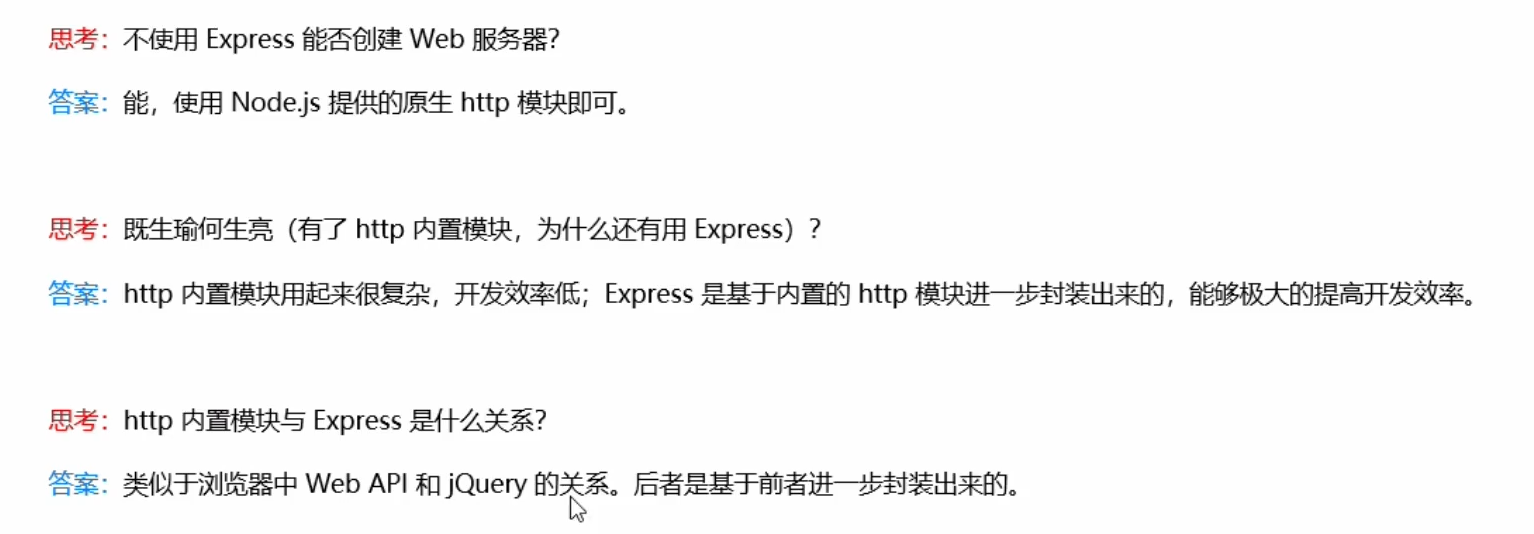 思考：不使用 Express 能否创建 Web 服务器？
答案：能，使用 Node.js 提供的原生 http 模块即可。
思考：既生瑜何生亮（有了 http 内置模块，为什么还有用 Express）？
答案：http 内置模块用起来很复杂，开发效率低；Express 是基于内置的 http 模块进一步封装出来的，能够极大的提高开发效率。
思考：http 内置模块与 Express 是什么关系？
答案：类似于浏览器中 Web API 和 jQuery 的关系。后者是基于前者进一步封装出来的。